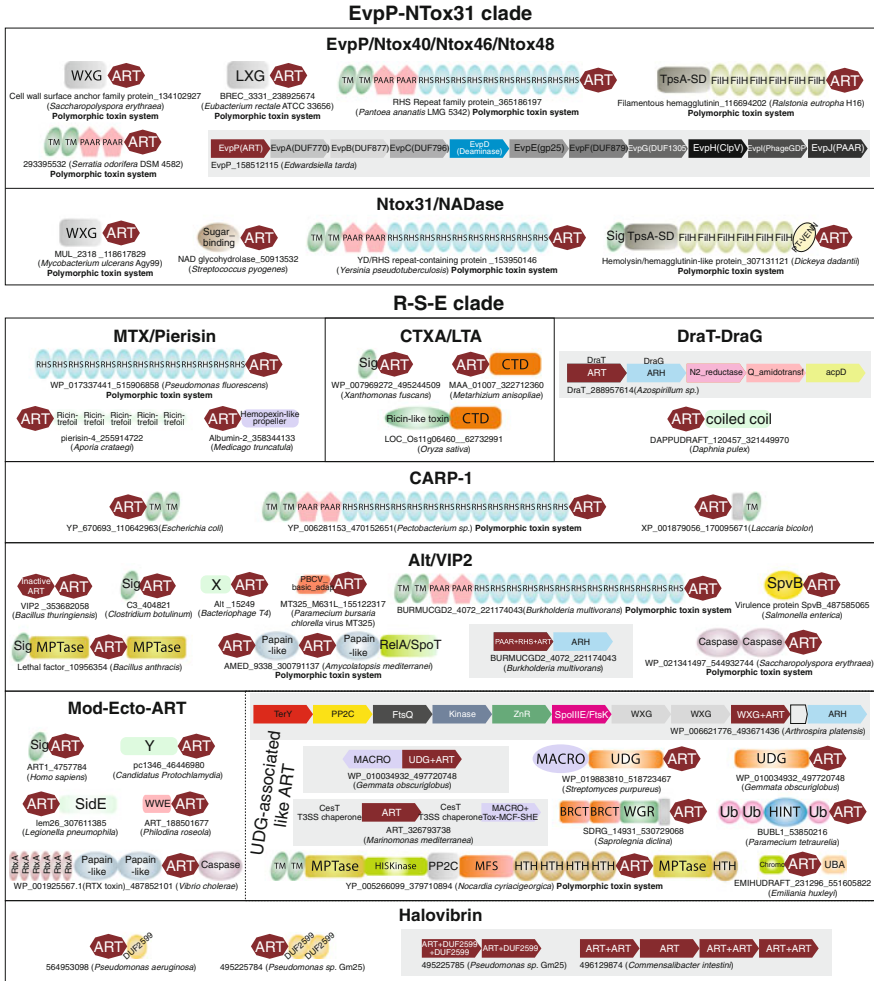 EvpP-NTox31 clade
EvpP/Ntox40/Ntox46/Ntox48
WXG ART
Cell wall surface anchor family protein_134102927
(Saccharopolyspora erythraea)
Polymorphic toxin system
LXG ART
BREC_3331_238925674
(Eubacterium rectale ATCC 33656)
Polymorphic toxin system
TM TM PAAR PAAR RHS RHS RHS RHS RHS RHS RHS RHS RHS RHS RHS RHS ART
RHS Repeat family protein_365186197
(Pantoea ananatis LMG 5342) Polymorphic toxin system
TpsA-SD FilH FilH FilH FilH FilH FilH ART
Filamentous hemagglutinin_116694202 (Ralstonia eutropha H16)
Polymorphic toxin system
TM TM PAAR PAAR ART
293395532 (Serratia odorifera DSM 4582)
Polymorphic toxin system
EvpP(ART) EvpA(DUF770) EvpB(DUF877) EvpC(DUF796) EvpD (Deaminase) EvpE(gp25) EvpF(DUF879) EvpG(DUF1305 EvpH(ClpV) EvpI(PhageGDP) EvpJ(PAAR)
EvpP_158512115 (Edwardsiella tarda)
Ntox31/NADase
WXG ART
MUL_2318 _118617829
(Mycobacterium ulcerans Agy99)
Polymorphic toxin system
Sugar_
binding ART
NAD glycohydrolase_50913532
(Streptococcus pyogenes)
TM TM PAAR PAAR RHS RHS RHS RHS RHS RHS RHS RHS RHS RHS RHS RHS ART
YD/RHS repeat-containing protein _153950146
(Yersinia pseudotuberculosis) Polymorphic toxin system
Sig TpsA-SD FilH FilH FilH FilH FilH FilH PT-VENN ART
Hemolysin/hemagglutinin-like protein_307131121 (Dickeya dadantii)
Polymorphic toxin system
R-S-E clade
MTX/Pierisin
RHS RHS RHS RHS RHS RHS RHS RHS RHS RHS RHS RHS ART
WP_017337441_515906858 (Pseudomonas fluorescens)
Polymorphic toxin system
ART Ricin-trefoil Ricin-trefoil Ricin-trefoil Ricin-trefoil Ricin-trefoil
pierisin-4_255914722
(Aporia crataegi)
ART Hemopexin-like
propeller
Albumin-2_358344133
(Medicago truncatula)
CTXA/LTA
Sig ART
WP_007969272_495244509
(Xanthomonas fuscans)
ART CTD
MAA_01007_322712360
(Metarhizium anisopliae)
Ricin-like toxin CTD
LOC_Os11g06460__62732991
(Oryza sativa)
DraT-DraG
DraT DraG
ART ARH N2_reductase Q_amidotransf acpD
DraT_288957614(Azospirillum sp.)
ART coiled coil
DAPPUDRAFT_120457_321449970
(Daphnia pulex)
CARP-1
ART TM TM
YP_670693_110642963(Escherichia coli)
TM TM PAAR PAAR RHS RHS RHS RHS RHS RHS RHS RHS RHS RHS RHS RHS RHS RHS ART
YP_006281153_470152651(Pectobacterium sp.) Polymorphic toxin system
ART TM
XP_001879056_170095671(Laccaria bicolor)
Alt/VIP2
inactive
ART ART
VIP2 _353682058
(Bacillus thuringiensis)
Sig ART
C3_404821
(Clostridium botulinum)
X ART
Alt _15249
(Bacteriophage T4)
PBCV_
basic_adap ART
MT325_M631L_155122317
(Paramecium bursaria
chlorella virus MT325)
TM TM PAAR PAAR RHS RHS RHS RHS RHS RHS RHS RHS RHS RHS RHS RHS RHS ART
BURMUCGD2_4072_221174043(Burkholderia multivorans) Polymorphic toxin system
SpvB ART
Virulence protein SpvB_487585065
(Salmonella enterica)
Sig MPTase ART MPTase
Lethal factor_10956354 (Bacillus anthracis)
ART Papain-like ART Papain-like RelA/SpoT
AMED_9338_300791137 (Amycolatopsis mediterranei)
Polymorphic toxin system
PAAR+RHS+ART ARH
BURMUCGD2_4072_221174043
(Burkholderia multivorans)
Caspase Caspase ART
WP_021341497_544932744 (Saccharopolyspora erythraea)
Polymorphic toxin system
Mod-Ecto-ART
Sig ART
ART1_4757784
(Homo sapiens)
Y ART
pc1346_46446980
(Candidatus Protochlamydia)
ART SidE
lem26_307611385
(Legionella pneumophila)
WWE ART
ART_188501677
(Philodina roseola)
RtxA RtxA RtxA RtxA RtxA Papain-like Papain-like ART Caspase
WP_001925567.1(RTX toxin)_487852101 (Vibrio cholerae)
UDG-associated
like ART
TerY PP2C FtsQ Kinase ZnR SpoIIIE/FtsK WXG WXG WXG+ART ARH
WP_006621776_493671436 (Arthrospira platensis)
MACRO UDG+ART
WP_010034932_497720748
(Gemmata obscuriglobus)
MACRO UDG ART
WP_019883810_518723467
(Streptomyces purpureus)
UDG ART
WP_010034932_497720748
(Gemmata obscuriglobus)
CesT
T3SS chaperone ART CesT
T3SS chaperone MACRO+
Tox-MCF-SHE
ART_326793738
(Marinomonas mediterranea)
BRCT BRCT WGR ART
SDRG_14931_530729068
(Saprolegnia diclina)
Ub Ub HINT Ub ART
BUBL1_53850216
(Paramecium tetraurelia)
TM TM MPTase HISKinase PP2C MFS HTH HTH HTH HTH ART MPTase HTH
YP_005266099_379710894 (Nocardia cyriacigeorgica) Polymorphic toxin system
Chromo ART UBA
EMIHUDRAFT_231296_551605822
(Emiliania huxleyi)
Halovibrin
ART DUF2599
564953098 (Pseudomonas aeruginosa)
ART DUF2599 DUF2599
495225784 (Pseudomonas sp. Gm25)
ART+DUF2599
+DUF2599 ART+DUF2599
495225785 (Pseudomonas sp. Gm25)
ART+ART ART ART+ART ART+ART
496129874 (Commensalibacter intestini)